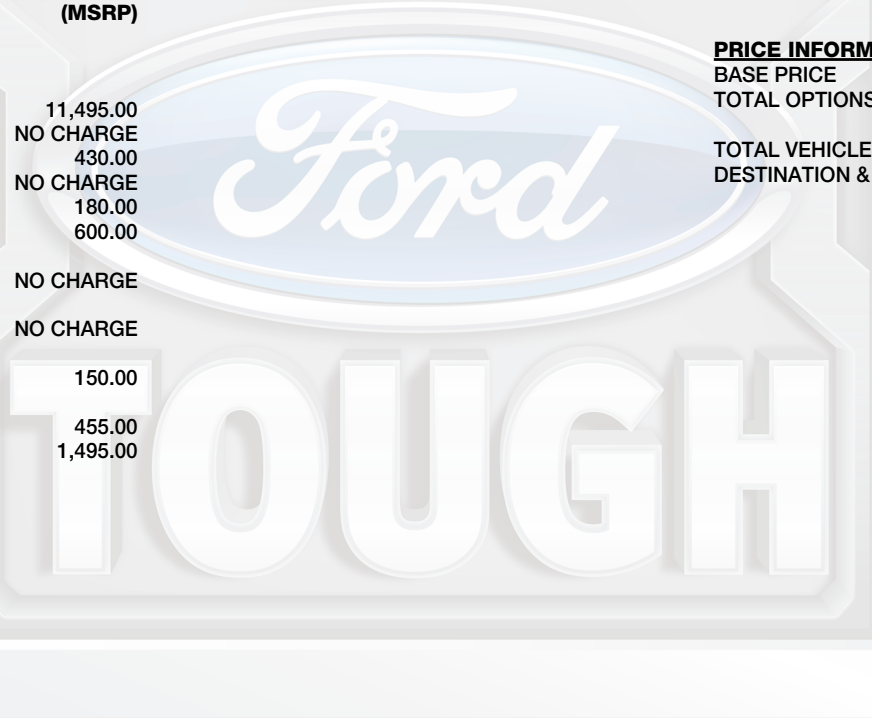 (MSRP)
11,495.00
NO CHARGE
430.00
NO CHARGE
180.00
600.00
NO CHARGE
NO CHARGE
150.00
455.00
1,495.00
PRICE INFORM
BASE PRICE
TOTAL OPTIONS
TOTAL VEHICLE
DESTINATION &
Ford
TOUGH